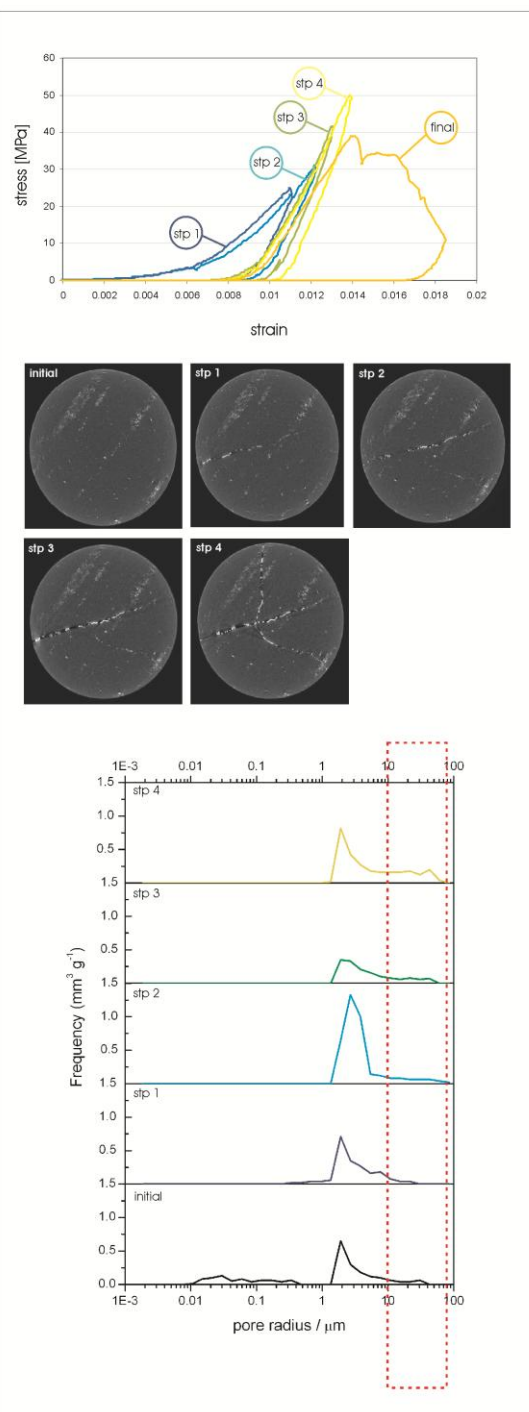 60
50
40
30
20
10
0
stress [MPa]
stp 4
stp 3
stp 2
stp 1
final
0 0.002 0.004 0.006 0.008 0.01 0.012 0.014 0.016 0.018 0.02
strain
initial
stp 1
stp 2
stp 3
stp 4
1E-3 0.01 0.1 1 10 100
1.5
stp 4
1.0
0.5
1.5
stp 3
1.0
0.5
1.5
stp 2
1.0
0.5
1.5
stp 1
1.0
0.5
1.5
initial
1.0
0.5
0.0
Frequency (mm³ g⁻¹)
1E-3 0.01 0.1 1 10 100
pore radius / μm